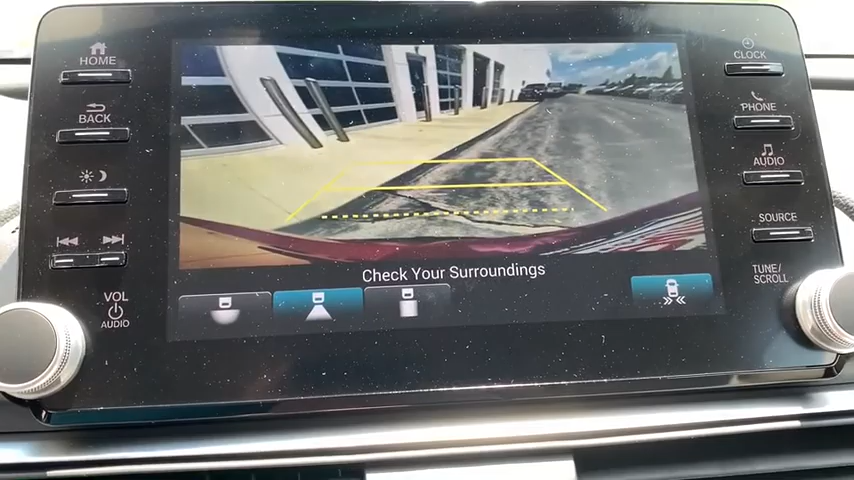 HOME
BACK
VOL
AUDIO
Check Your Surroundings
CLOCK
PHONE
AUDIO
SOURCE
TUNE/
SCROLL